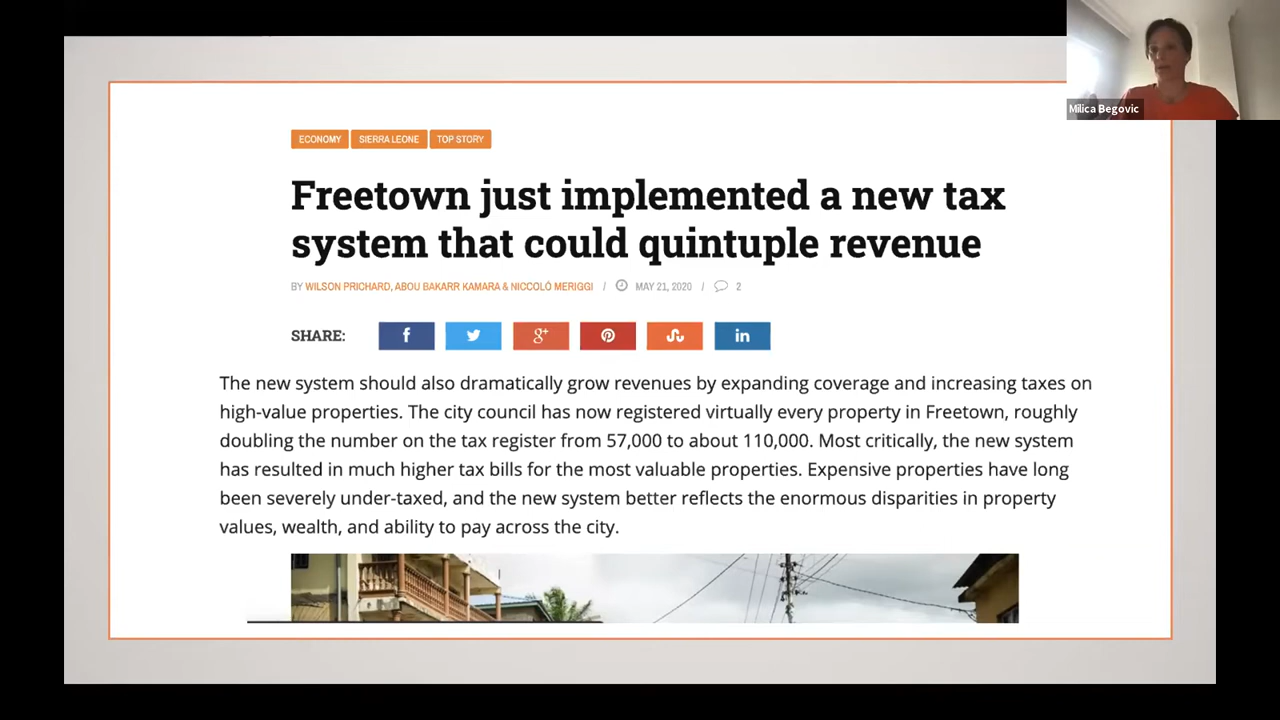 Milica Begovic
ECONOMY SIERRA LEONE TOP STORY
Freetown just implemented a new tax
system that could quintuple revenue
BY WILSON PRICHARD, ABOU BAKARR KAMARA & NICCOLÒ MERIGGI / MAY 21, 2020 / 2
SHARE: f g+ in
The new system should also dramatically grow revenues by expanding coverage and increasing taxes on
high-value properties. The city council has now registered virtually every property in Freetown, roughly
doubling the number on the tax register from 57,000 to about 110,000. Most critically, the new system
has resulted in much higher tax bills for the most valuable properties. Expensive properties have long
been severely under-taxed, and the new system better reflects the enormous disparities in property
values, wealth, and ability to pay across the city.